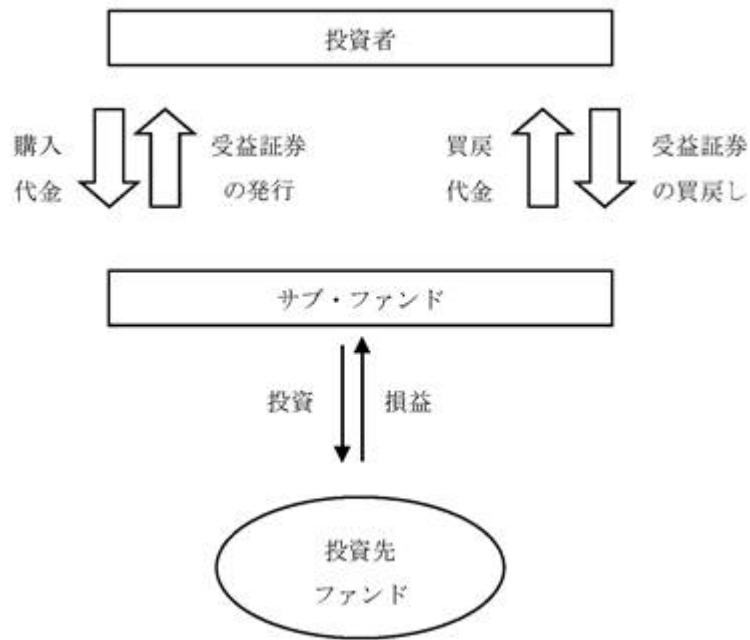 投資者
購入
代金
受益証券
の発行
買戻
代金
受益証券
の買戻し
サブ・ファンド
投資
損益
投資先
ファンド